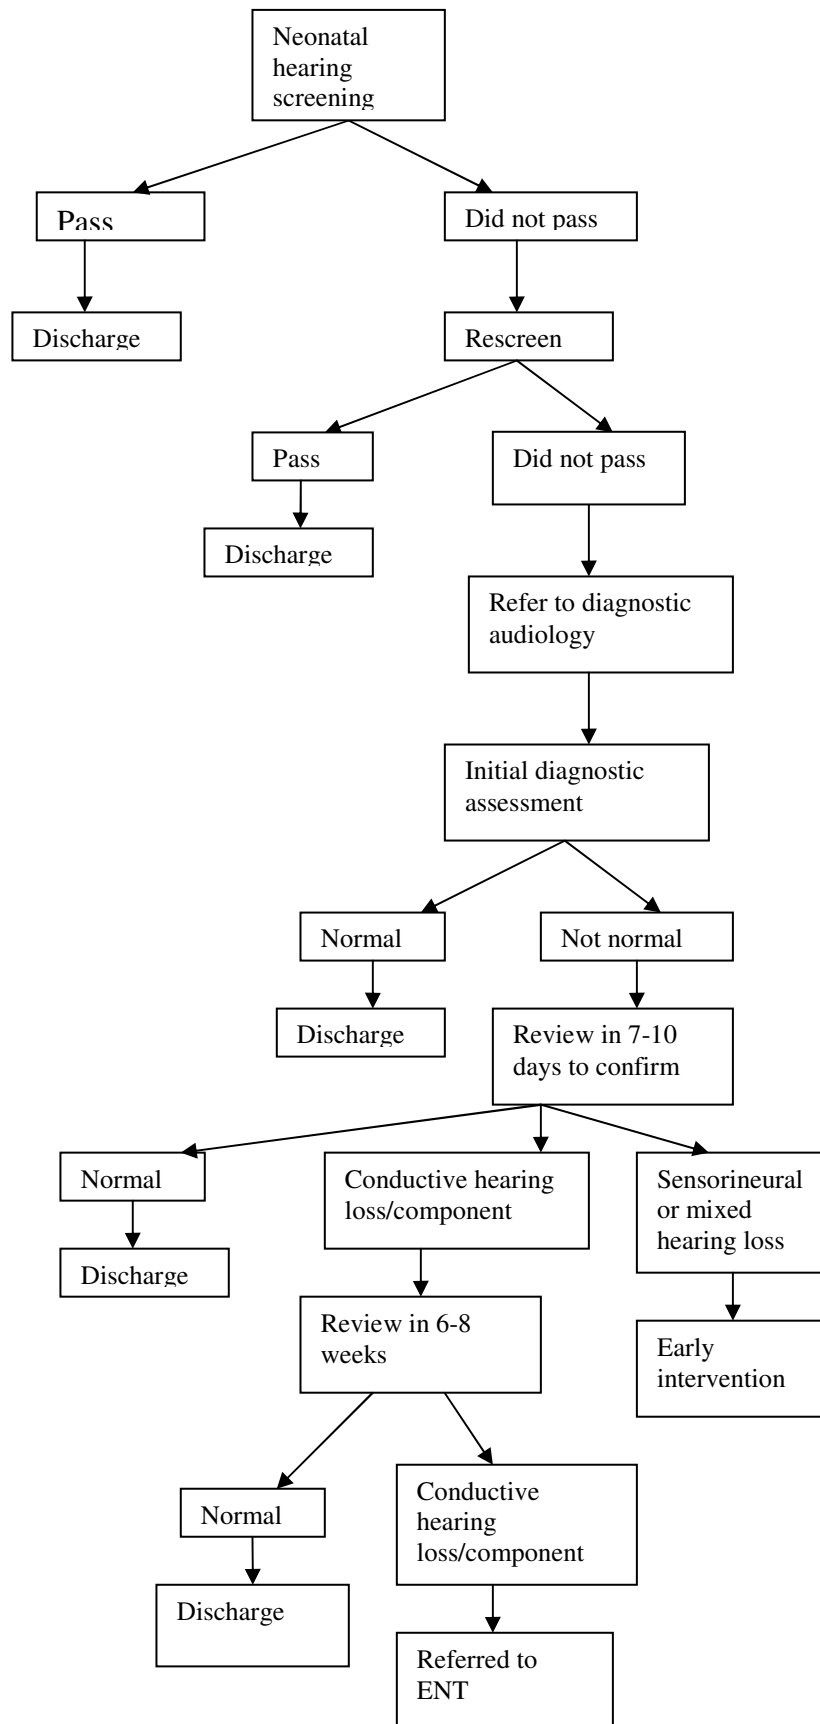 Neonatal
hearing
screening
Pass
Did not pass
Discharge
Rescreen
Pass
Did not pass
Discharge
Refer to diagnostic
audiology
Initial diagnostic
assessment
Normal
Not normal
Discharge
Review in 7-10
days to confirm
Normal
Conductive hearing
loss/component
Sensorineural
or mixed
hearing loss
Discharge
Review in 6-8
weeks
Early
intervention
Normal
Conductive
hearing
loss/component
Discharge
Referred to
ENT